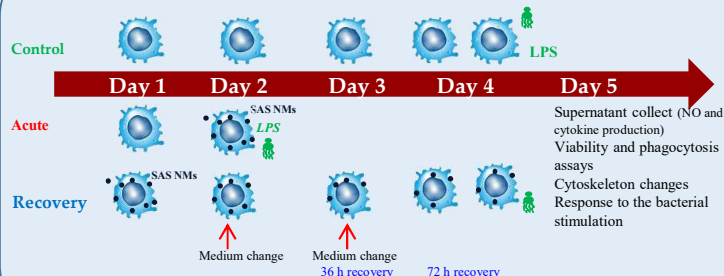 Control
LPS
Day 1 Day 2 Day 3 Day 4 Day 5
Acute
SAS NMs
LPS
Supernatant collect (NO and
cytokine production)
Viability and phagocytosis
assays
Cytoskeleton changes
Response to the bacterial
stimulation
Recovery
SAS NMs
Medium change
Medium change
36 h recovery
72 h recovery